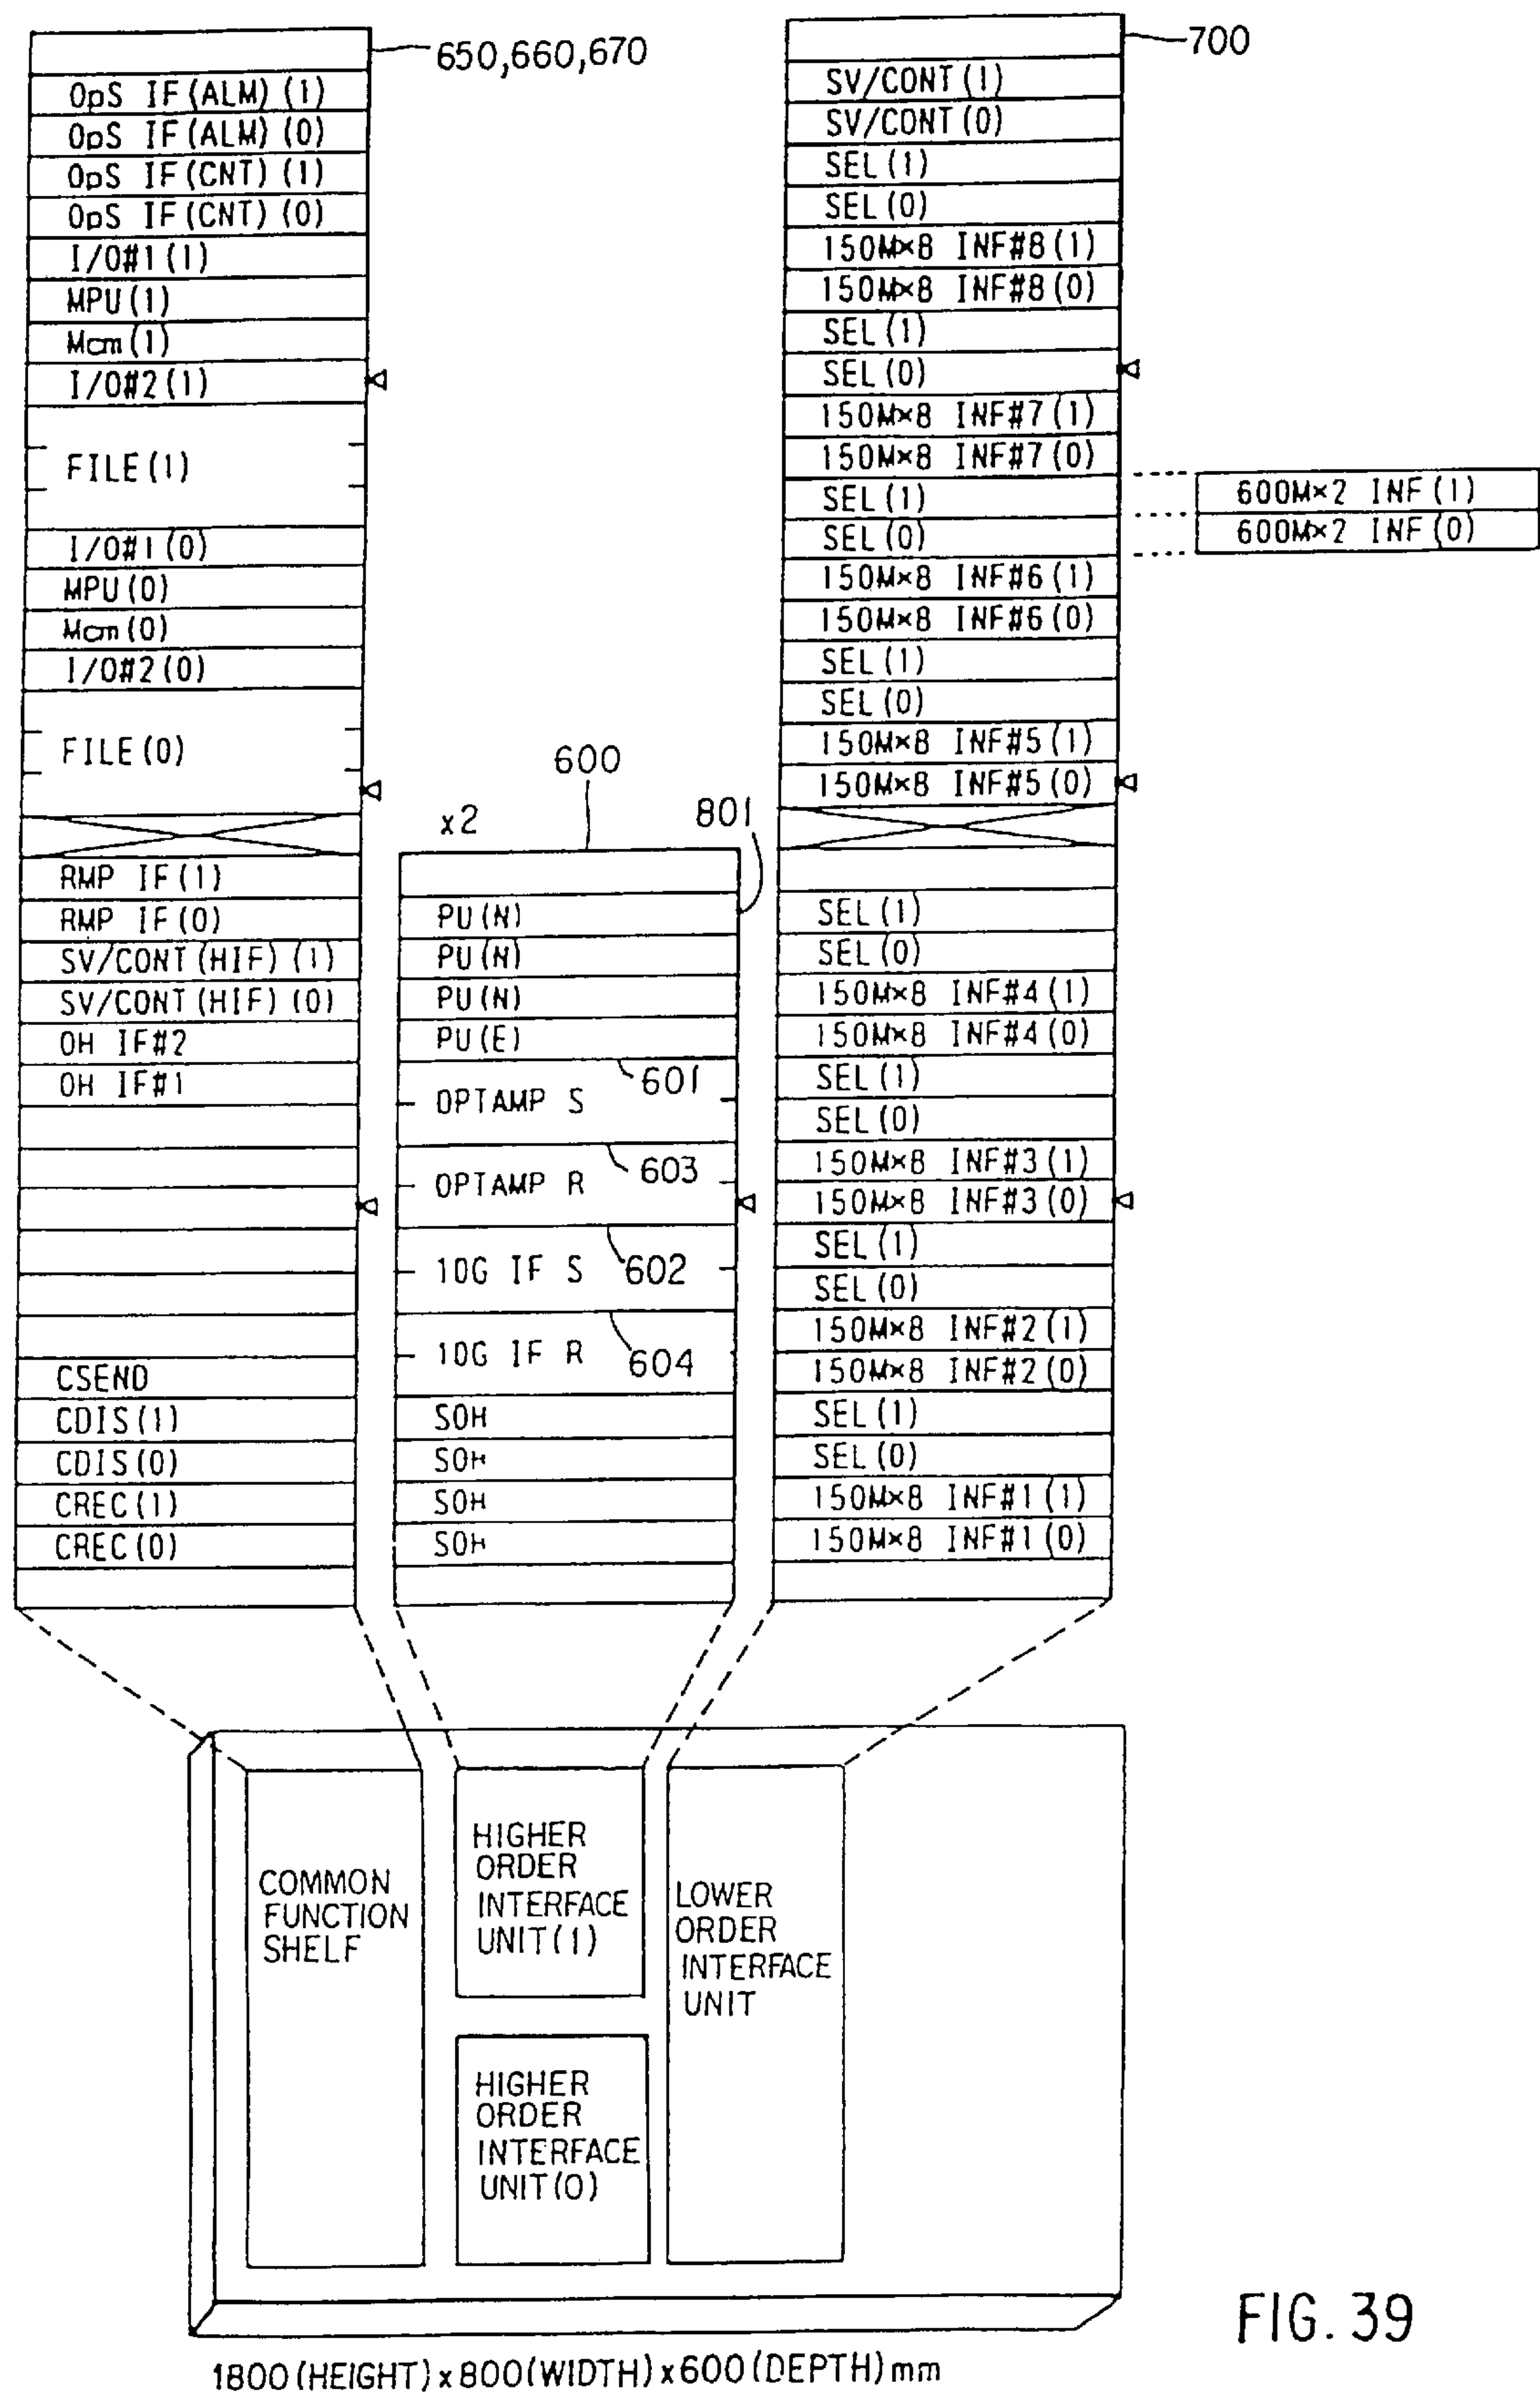 650,660,670
OpS IF(ALM)(1)
OpS IF(ALM)(0)
OpS IF(CNT)(1)
OpS IF(CNT)(0)
I/O#1(1)
MPU(1)
Mem(1)
I/O#2(1)
FILE(1)
I/O#1(0)
MPU(0)
Mem(0)
I/O#2(0)
FILE(0)
RMP IF(1)
RMP IF(0)
SV/CONT(HIF)(1)
SV/CONT(HIF)(0)
OH IF#2
OH IF#1
CSEND
CDIS(1)
CDIS(0)
CREC(1)
CREC(0)
x2
600
801
PU(N)
PU(N)
PU(N)
PU(E)
601
OPTAMP S
603
OPTAMP R
602
10G IF S
604
10G IF R
SOH
SOH
SOH
SOH
700
SV/CONT(1)
SV/CONT(0)
SEL(1)
SEL(0)
150M×8 INF#8(1)
150M×8 INF#8(0)
SEL(1)
SEL(0)
150M×8 INF#7(1)
150M×8 INF#7(0)
SEL(1)
SEL(0)
600M×2 INF(1)
600M×2 INF(0)
150M×8 INF#6(1)
150M×8 INF#6(0)
SEL(1)
SEL(0)
150M×8 INF#5(1)
150M×8 INF#5(0)
SEL(1)
SEL(0)
150M×8 INF#4(1)
150M×8 INF#4(0)
SEL(1)
SEL(0)
150M×8 INF#3(1)
150M×8 INF#3(0)
SEL(1)
SEL(0)
150M×8 INF#2(1)
150M×8 INF#2(0)
SEL(1)
SEL(0)
150M×8 INF#1(1)
150M×8 INF#1(0)
COMMON
FUNCTION
SHELF
HIGHER
ORDER
INTERFACE
UNIT(1)
HIGHER
ORDER
INTERFACE
UNIT(0)
LOWER
ORDER
INTERFACE
UNIT
1800(HEIGHT)x800(WIDTH)x600(DEPTH)mm
FIG. 39